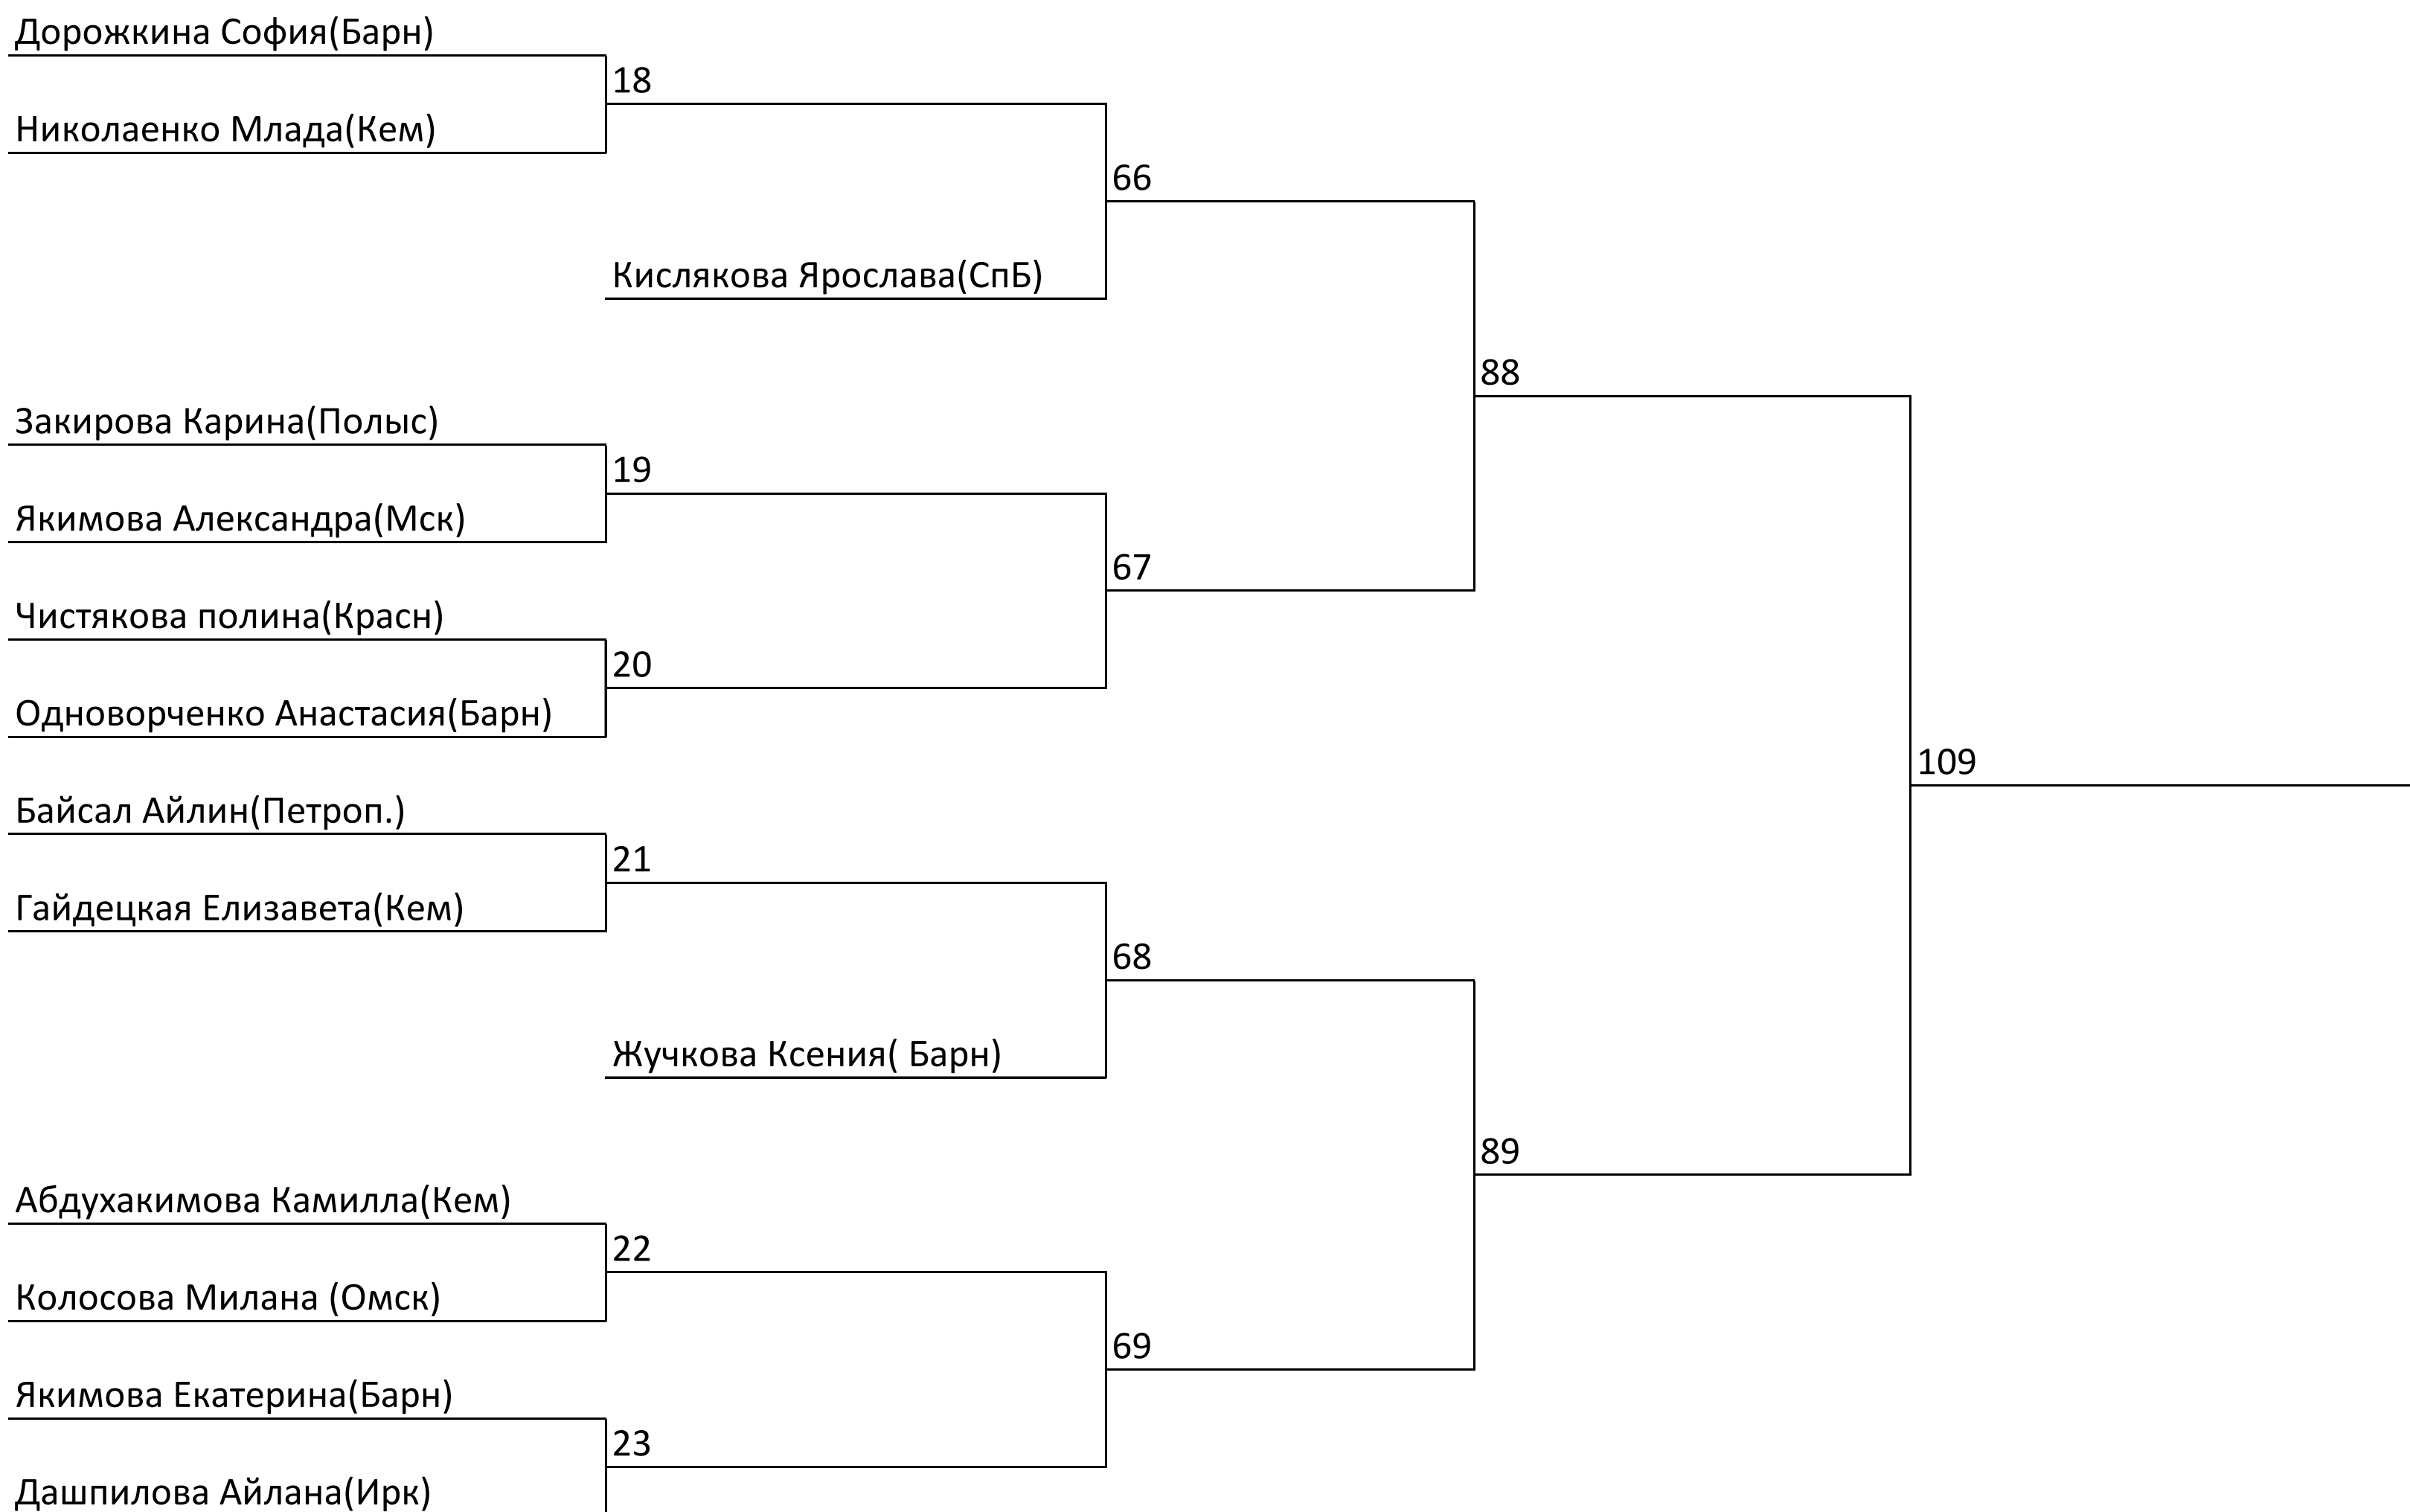 Дорожкина София(Барн)
18
Николаенко Млада(Кем)
66
Кислякова Ярослава(СпБ)
88
Закирова Карина(Полыс)
19
Якимова Александра(Мск)
67
Чистякова полина(Красн)
20
Одноворченко Анастасия(Барн)
109
Байсал Айлин(Петроп.)
21
Гайдецкая Елизавета(Кем)
68
Жучкова Ксения( Барн)
89
Абдухакимова Камилла(Кем)
22
Колосова Милана (Омск)
69
Якимова Екатерина(Барн)
23
Дашпилова Айлана(Ирк)